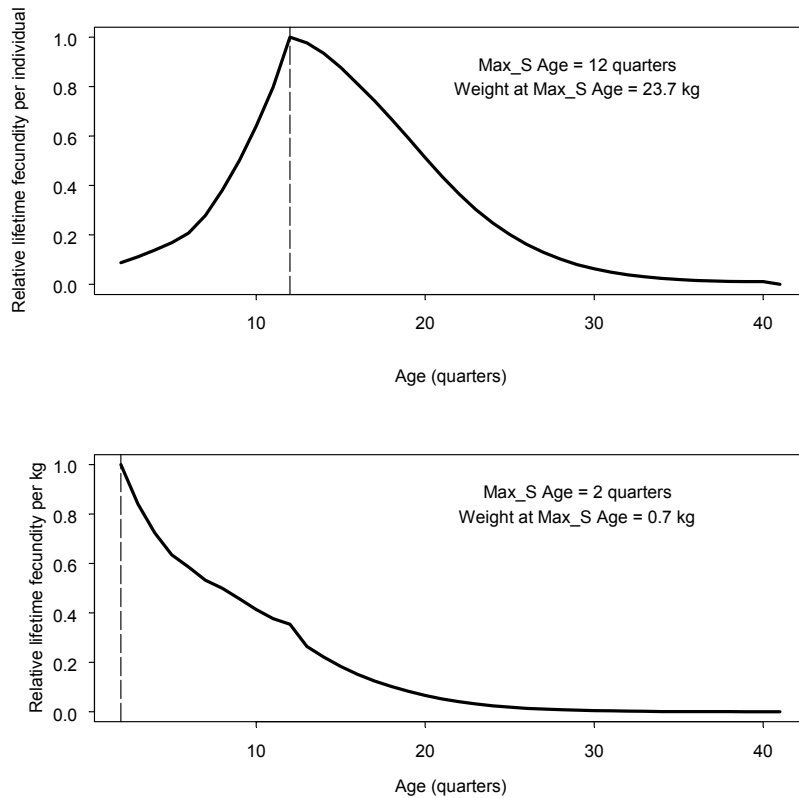 Relative lifetime fecundity per individual
1.0
0.8
0.6
0.4
0.2
0.0
Max_S Age = 12 quarters
Weight at Max_S Age = 23.7 kg
10 20 30 40
Age (quarters)
Relative lifetime fecundity per kg
1.0
0.8
0.6
0.4
0.2
0.0
Max_S Age = 2 quarters
Weight at Max_S Age = 0.7 kg
10 20 30 40
Age (quarters)